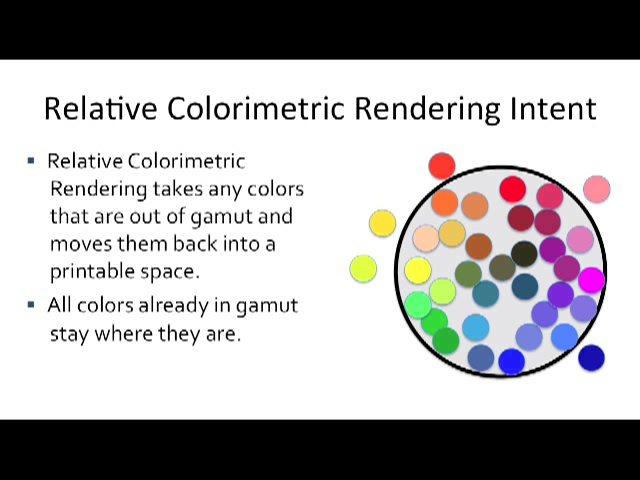 Relative Colorimetric Rendering Intent
▪ Relative Colorimetric
Rendering takes any colors
that are out of gamut and
moves them back into a
printable space.
▪ All colors already in gamut
stay where they are.